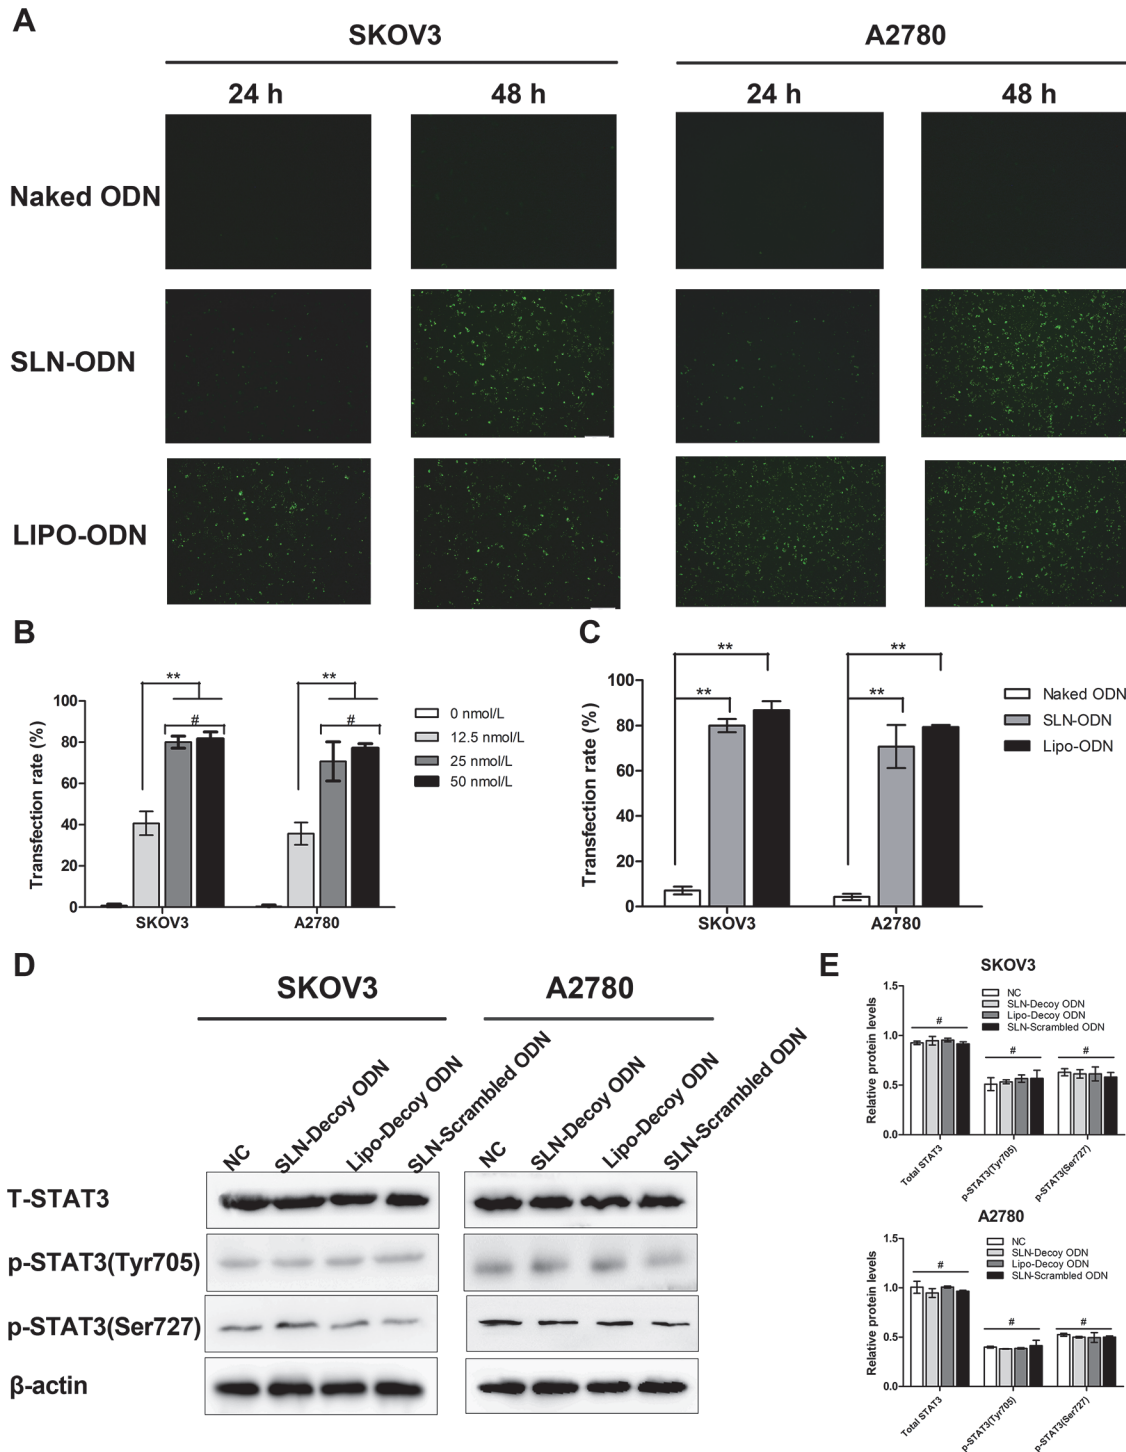 A
SKOV3
A2780
24 h
48 h
24 h
48 h
Naked ODN
SLN-ODN
LIPO-ODN
B
Transfection rate (%)
100
80
60
40
20
0
**
#
**
#
SKOV3
A2780
0 nmol/L
12.5 nmol/L
25 nmol/L
50 nmol/L
C
Transfection rate (%)
100
80
60
40
20
0
**
**
**
**
SKOV3
A2780
Naked ODN
SLN-ODN
Lipo-ODN
D
SKOV3
A2780
NC
SLN-Decoy ODN
Lipo-Decoy ODN
SLN-Scrambled ODN
NC
SLN-Decoy ODN
Lipo-Decoy ODN
SLN-Scrambled ODN
T-STAT3
p-STAT3(Tyr705)
p-STAT3(Ser727)
β-actin
E
SKOV3
Relative protein levels
1.5
1.0
0.5
0.0
NC
SLN-Decoy ODN
Lipo-Decoy ODN
SLN-Scrambled ODN
#
#
#
Total STAT3
p-STAT3(Tyr705)
p-STAT3(Ser727)
A2780
Relative protein levels
1.5
1.0
0.5
0.0
NC
SLN-Decoy ODN
Lipo-Decoy ODN
SLN-Scrambled ODN
#
#
#
Total STAT3
p-STAT3(Tyr705)
p-STAT3(Ser727)